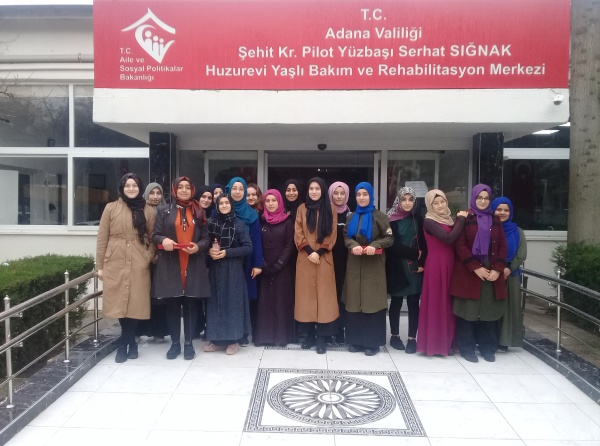 T.C.
Adana Valiliği
Şehit Kr. Pilot Yüzbaşı Serhat SIĞNAK
Huzurevi Yaşlı Bakım ve Rehabilitasyon Merkezi
T.C.
Aile ve
Sosyal Politikalar
Bakanlığı